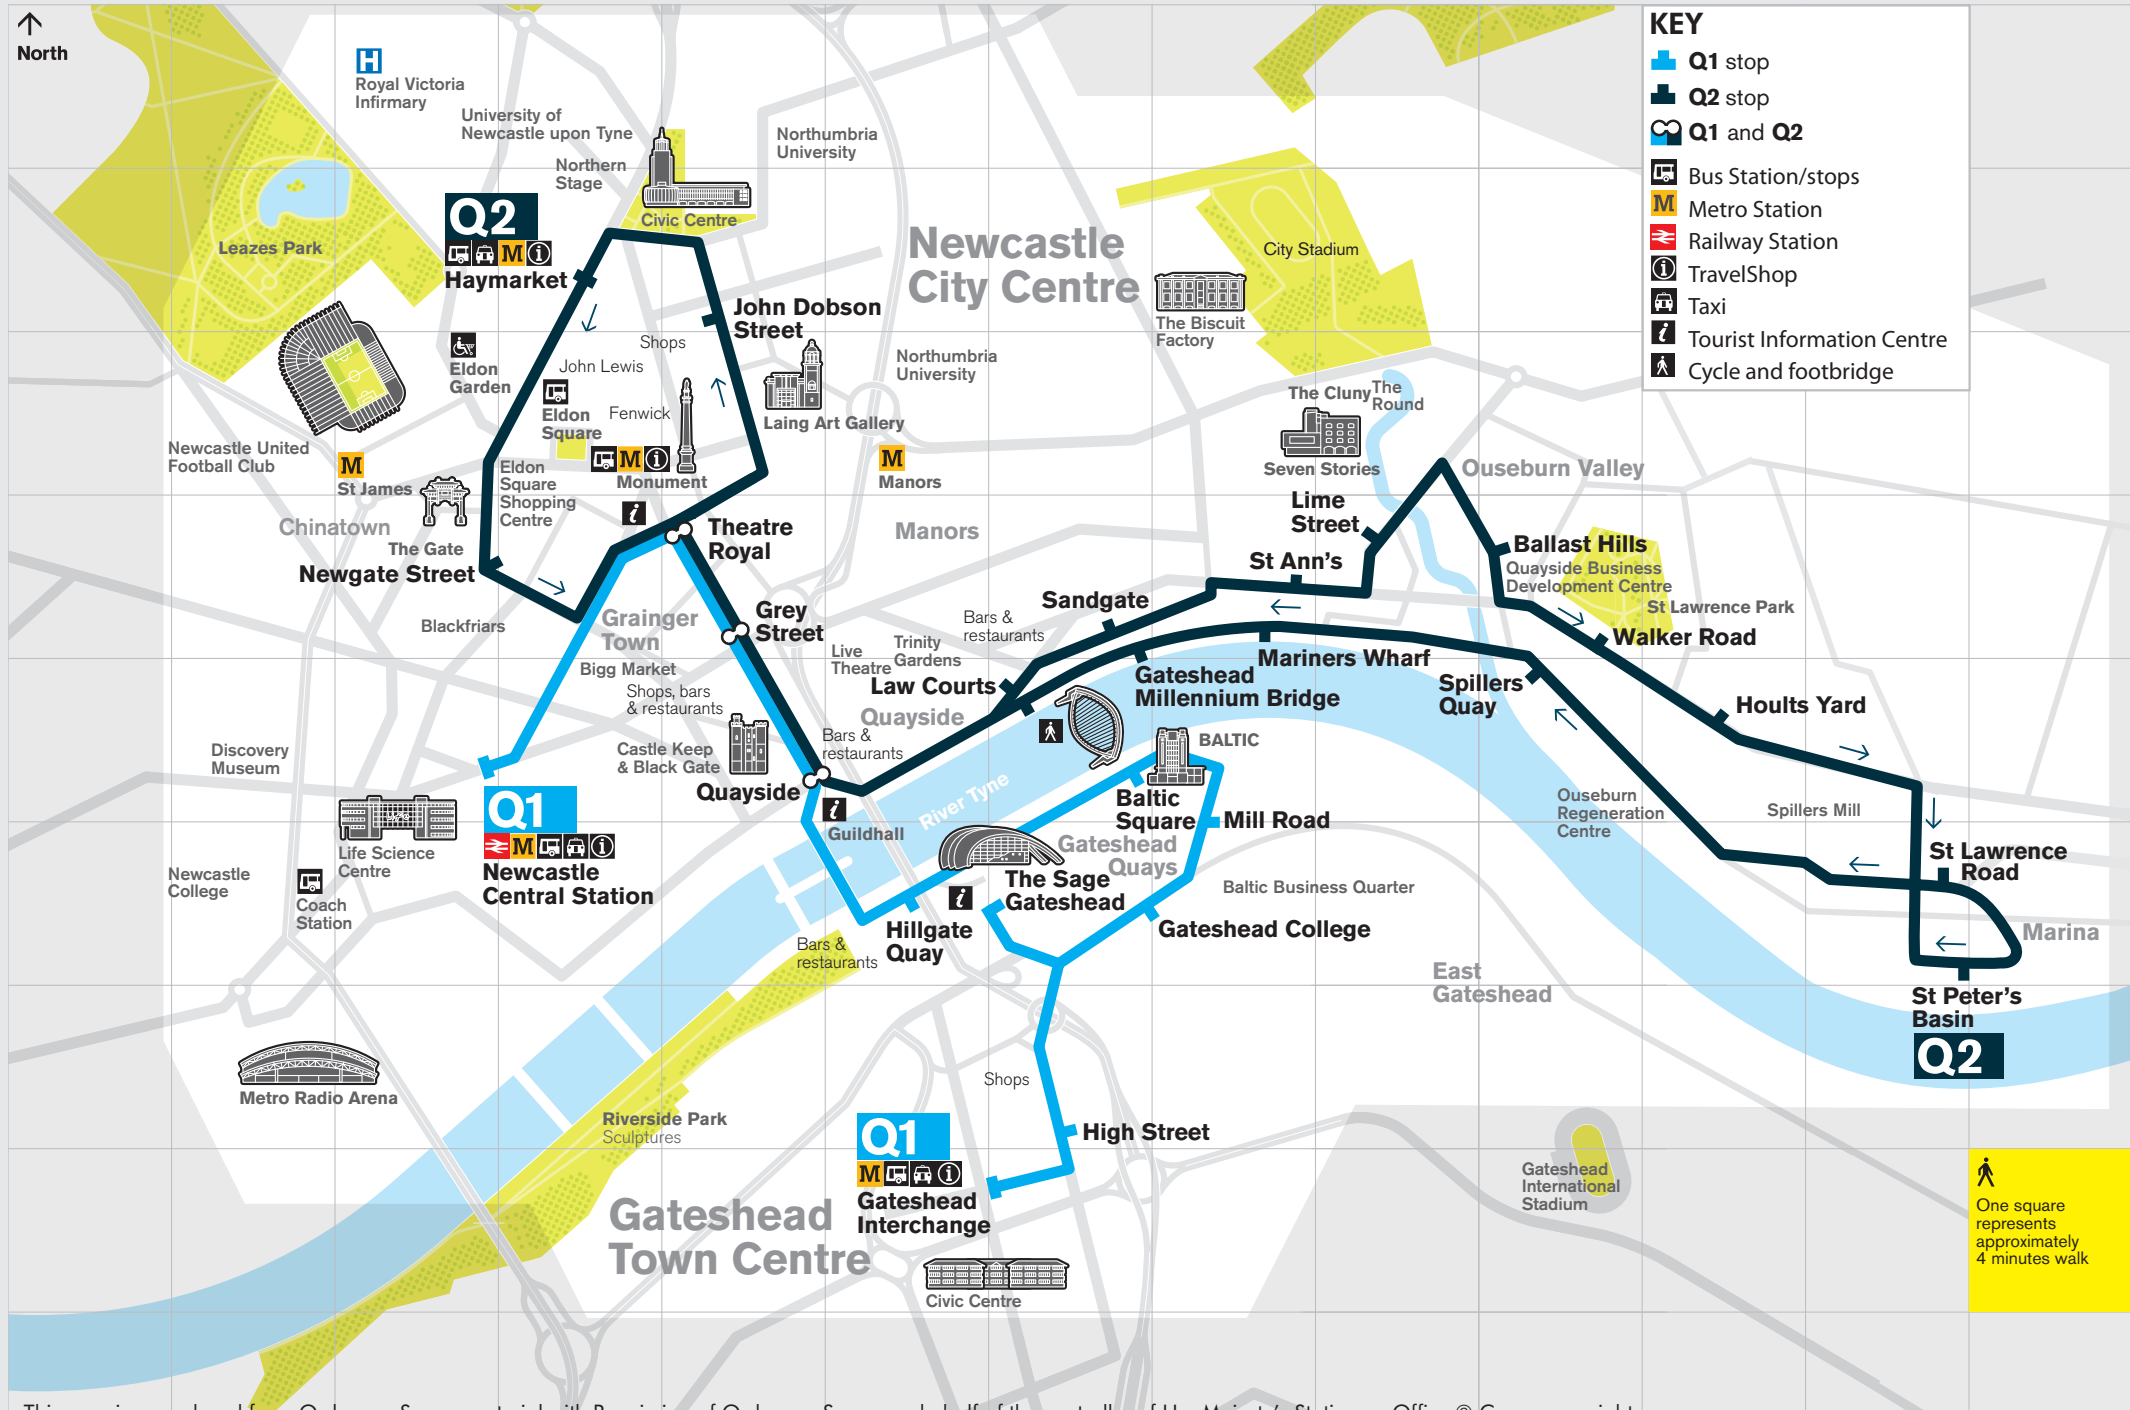 North
H
Royal Victoria
Infirmary
University of
Newcastle upon Tyne
Northern
Stage
Northumbria
University
Civic Centre
Leazes Park
Q2
M
Haymarket
Newcastle
City Centre
City Stadium
The Biscuit
Factory
John Dobson
Street
Shops
John Lewis
Eldon
Garden
Eldon
Square
Fenwick
Laing Art Gallery
Northumbria
University
M
Manors
Newcastle United
Football Club
M
St James
M
Monument
Eldon
Square
Shopping
Centre
Chinatown
The Gate
Newgate Street
Theatre
Royal
Manors
Blackfriars
Grainger
Town
Bigg Market
Grey
Street
Shops, bars
& restaurants
Live
Theatre
Trinity
Gardens
Bars &
restaurants
Law Courts
Quayside
Sandgate
St Ann's
The Cluny
The
Round
Seven Stories
Lime
Street
Ouseburn Valley
Ballast Hills
Quayside Business
Development Centre
St Lawrence Park
Walker Road
Mariners Wharf
Gateshead
Millennium Bridge
Spillers
Quay
Hoults Yard
Discovery
Museum
Castle Keep
& Black Gate
Bars &
restaurants
Quayside
Guildhall
River Tyne
BALTIC
Baltic
Square
Mill Road
Gateshead
Quays
Ouseburn
Regeneration
Centre
Spillers Mill
St Lawrence
Road
Q1
M
Newcastle
Central Station
Life Science
Centre
Newcastle
College
Coach
Station
The Sage
Gateshead
Baltic Business Quarter
Gateshead College
Hillgate
Quay
Bars &
restaurants
Marina
East
Gateshead
St Peter's
Basin
Q2
Metro Radio Arena
Riverside Park
Sculptures
Shops
Q1
M
Gateshead
Interchange
High Street
Gateshead
Town Centre
Civic Centre
Gateshead
International
Stadium
KEY
Q1 stop
Q2 stop
Q1 and Q2
Bus Station/stops
M Metro Station
Railway Station
TravelShop
Taxi
Tourist Information Centre
Cycle and footbridge
One square
represents
approximately
4 minutes walk